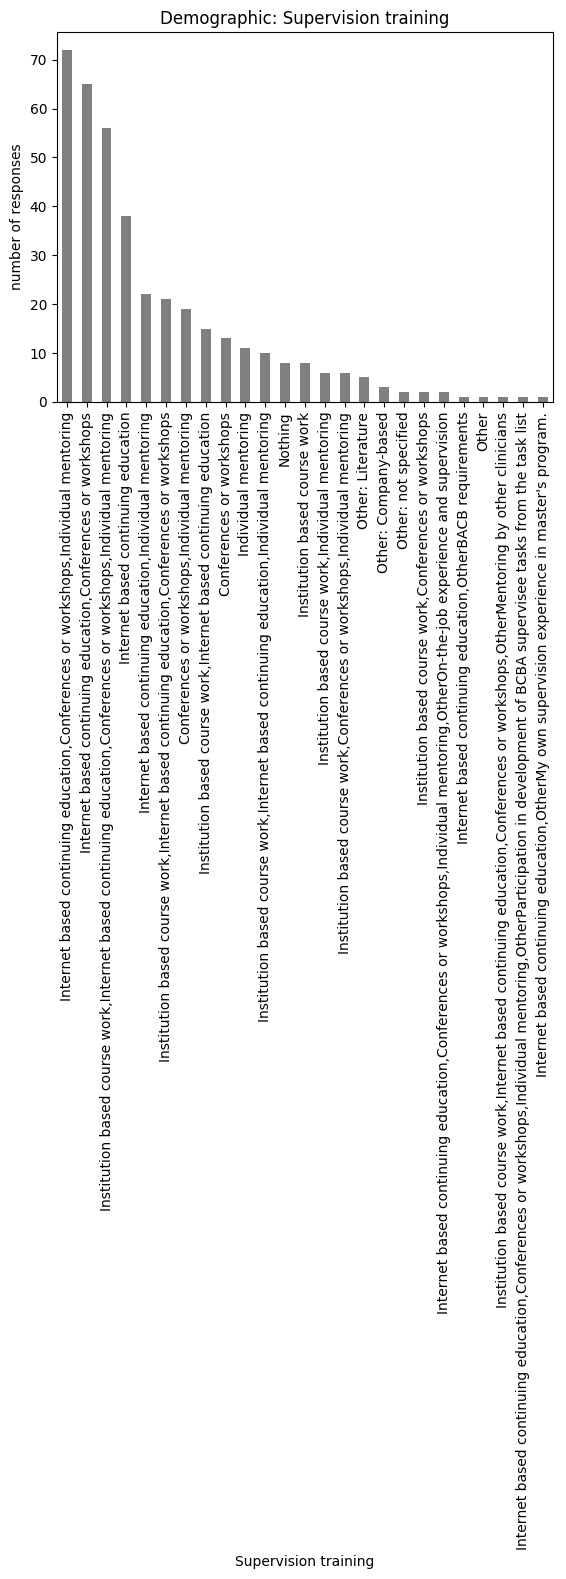 Demographic: Supervision training
number of responses
70
60
50
40
30
20
10
0
Internet based continuing education,Conferences or workshops,Individual mentoring
Internet based continuing education,Conferences or workshops
Institution based course work,Internet based continuing education,Conferences or workshops,Individual mentoring
Internet based continuing education
Internet based continuing education,Individual mentoring
Institution based course work,Internet based continuing education,Conferences or workshops
Conferences or workshops,Individual mentoring
Institution based course work,Internet based continuing education
Conferences or workshops
Individual mentoring
Institution based course work,Internet based continuing education,Individual mentoring
Nothing
Institution based course work
Institution based course work,Individual mentoring
Institution based course work,Conferences or workshops,Individual mentoring
Other: Literature
Other: Company-based
Other: not specified
Institution based course work,Conferences or workshops
Internet based continuing education,Conferences or workshops,Individual mentoring,OtherOn-the-job experience and supervision
Internet based continuing education,OtherBACB requirements
Other
Institution based course work,Internet based continuing education,Conferences or workshops,OtherMentoring by other clinicians
Internet based continuing education,Conferences or workshops,Individual mentoring,OtherParticipation in development of BCBA supervisee tasks from the task list
Internet based continuing education,OtherMy own supervision experience in master's program.
Supervision training